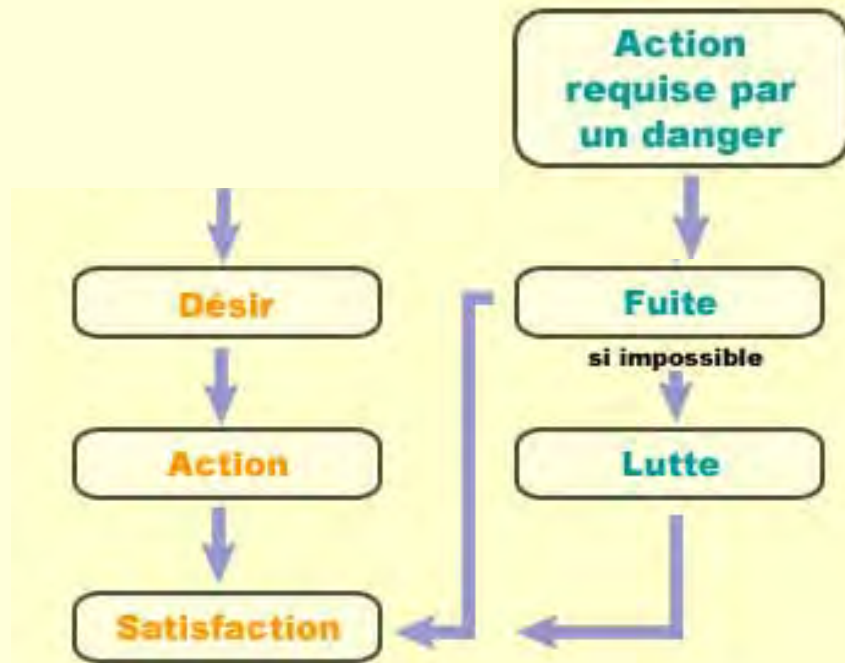 Action
requise par
un danger
Désir
Fuite
si impossible
Action
Lutte
Satisfaction